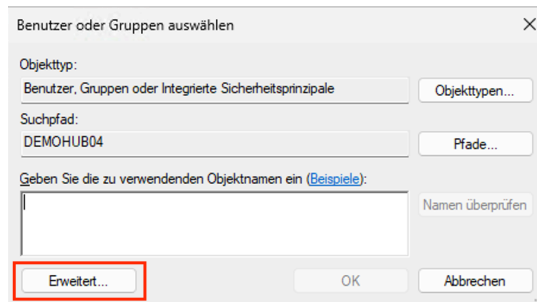 Benutzer oder Gruppen auswählen
Objekttyp:
Benutzer, Gruppen oder Integrierte Sicherheitsprinzipale
Objekttypen...
Suchpfad:
DEMOHUB04
Pfade...
Geben Sie die zu verwendenden Objektnamen ein (Beispiele):
Namen überprüfen
Erweitert...
OK
Abbrechen